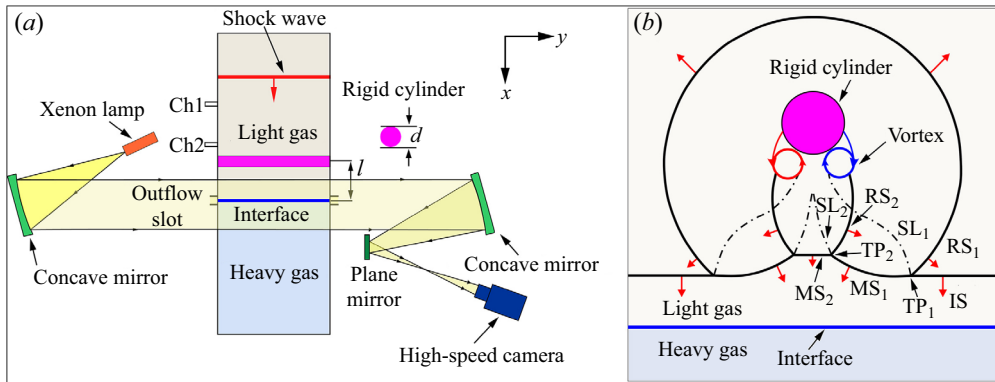 (a)
Shock wave
y
x
Xenon lamp
Ch1
Ch2
Rigid cylinder
d
Light gas
l
Outflow
slot
Interface
Concave mirror
Heavy gas
Plane
mirror
Concave mirror
High-speed camera
(b)
Rigid cylinder
Vortex
SL2
RS2
SL1
RS1
TP2
MS2
MS1
TP1
IS
Light gas
Heavy gas
Interface